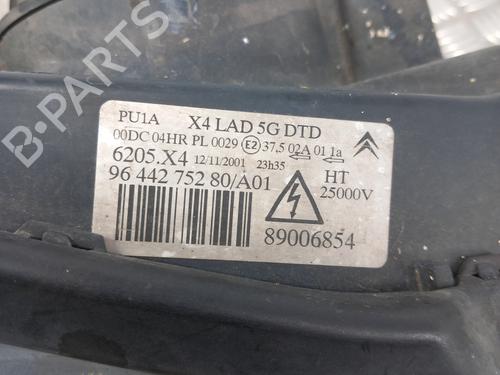 PU1A X4 LAD 5G DTD
00DC 04HR PL 0029 E2 37,5 02A 01 1a
6205.X4 12/11/2001 23h35
96 442 752 80/A01 HT
25000V
89006854
B-PARTS